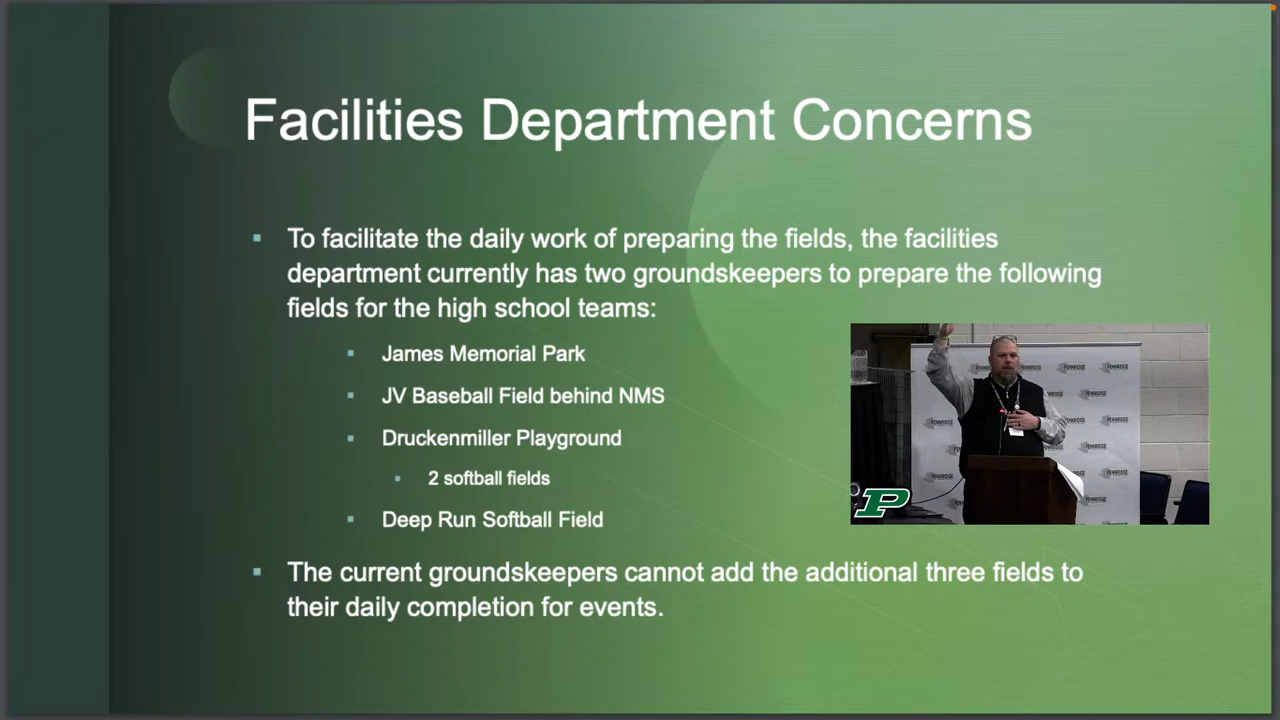 Facilities Department Concerns
To facilitate the daily work of preparing the fields, the facilities
department currently has two groundskeepers to prepare the following
fields for the high school teams:
James Memorial Park
JV Baseball Field behind NMS
Druckenmiller Playground
2 softball fields
Deep Run Softball Field
The current groundskeepers cannot add the additional three fields to
their daily completion for events.
PENNRIDGE
P